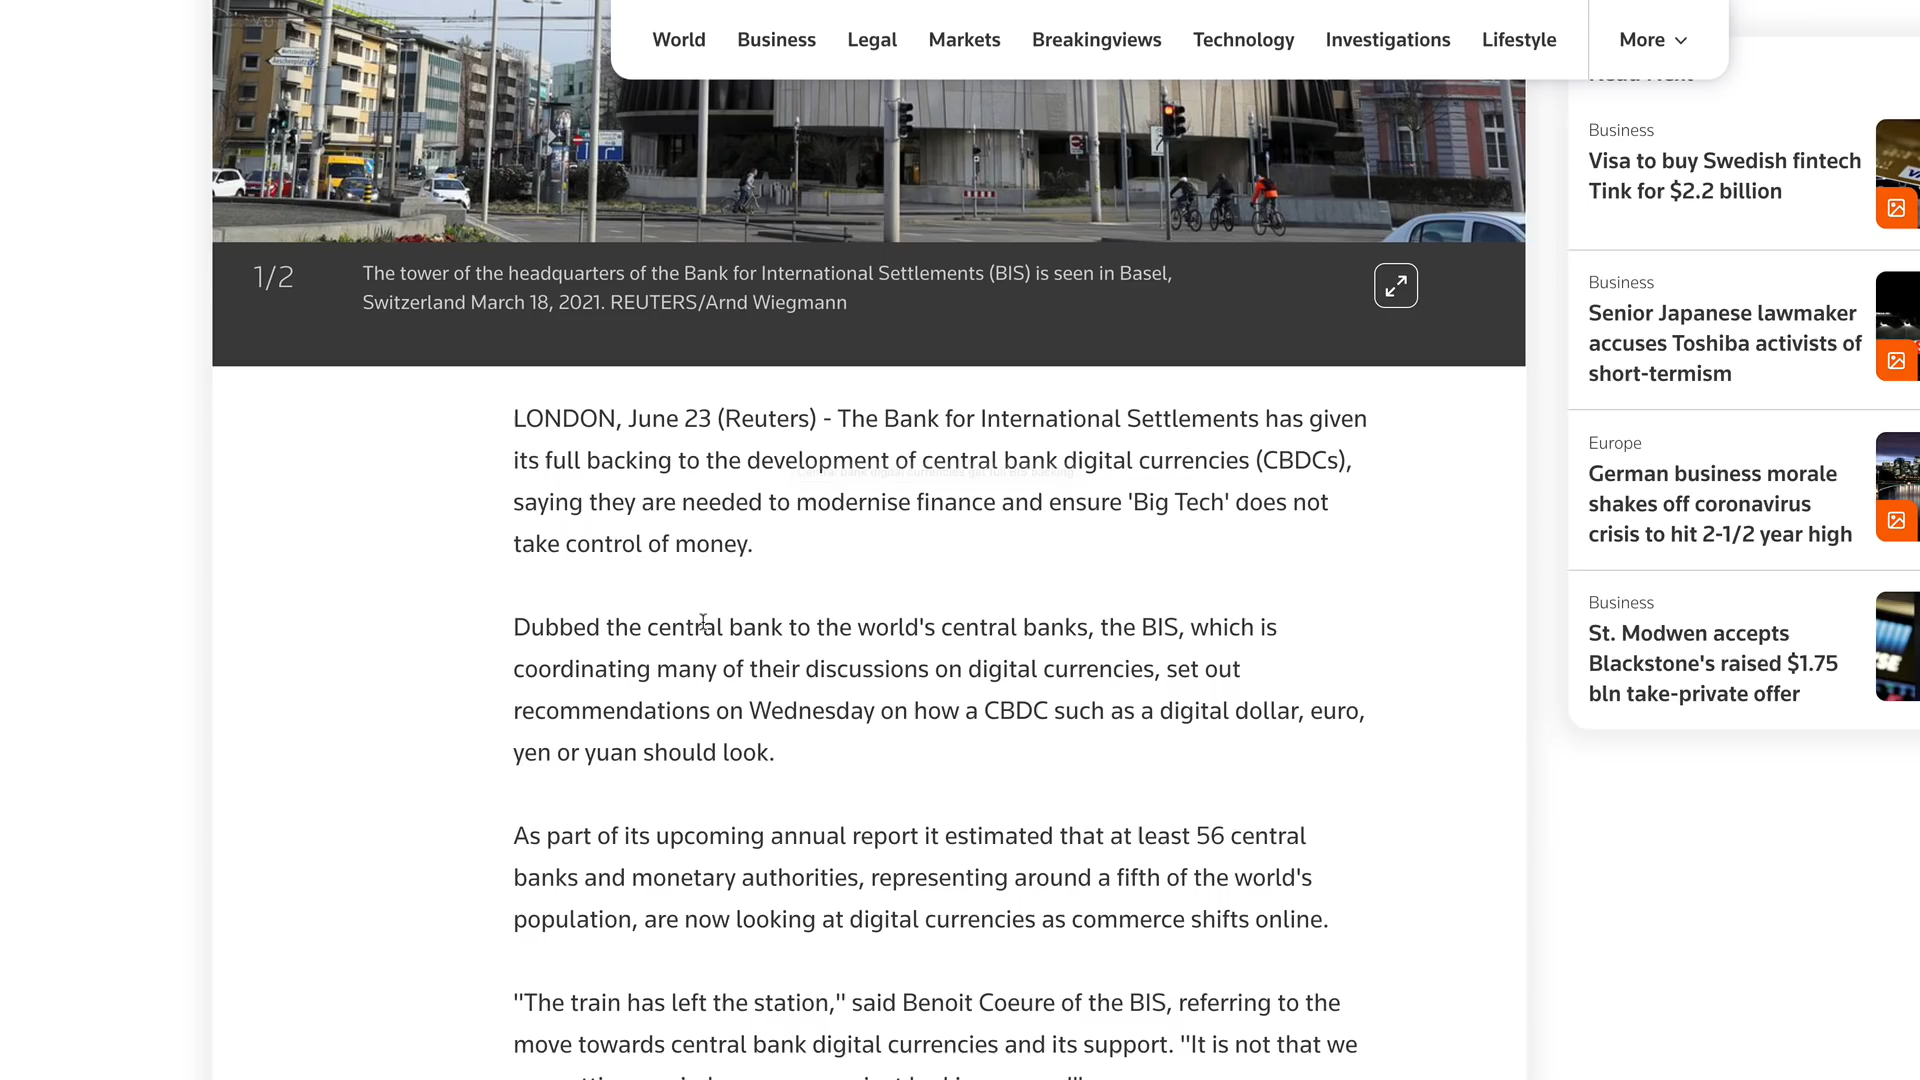 World Business Legal Markets Breakingviews Technology Investigations Lifestyle More
1/2
The tower of the headquarters of the Bank for International Settlements (BIS) is seen in Basel,
Switzerland March 18, 2021. REUTERS/Arnd Wiegmann
LONDON, June 23 (Reuters) - The Bank for International Settlements has given
its full backing to the development of central bank digital currencies (CBDCs),
saying they are needed to modernise finance and ensure 'Big Tech' does not
take control of money.
Dubbed the central bank to the world's central banks, the BIS, which is
coordinating many of their discussions on digital currencies, set out
recommendations on Wednesday on how a CBDC such as a digital dollar, euro,
yen or yuan should look.
As part of its upcoming annual report it estimated that at least 56 central
banks and monetary authorities, representing around a fifth of the world's
population, are now looking at digital currencies as commerce shifts online.
"The train has left the station," said Benoit Coeure of the BIS, referring to the
move towards central bank digital currencies and its support. "It is not that we
Business
Visa to buy Swedish fintech
Tink for $2.2 billion
Business
Senior Japanese lawmaker
accuses Toshiba activists of
short-termism
Europe
German business morale
shakes off coronavirus
crisis to hit 2-1/2 year high
Business
St. Modwen accepts
Blackstone's raised $1.75
bln take-private offer